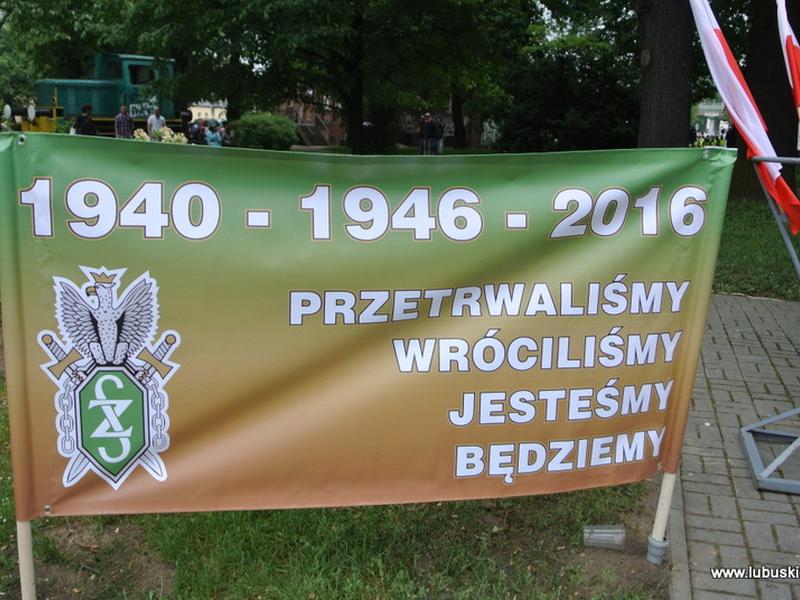 1940 - 1946 - 2016
PRZETRWALIŚMY
WRÓCILIŚMY
JESTEŚMY
BĘDZIEMY
www.lubuski